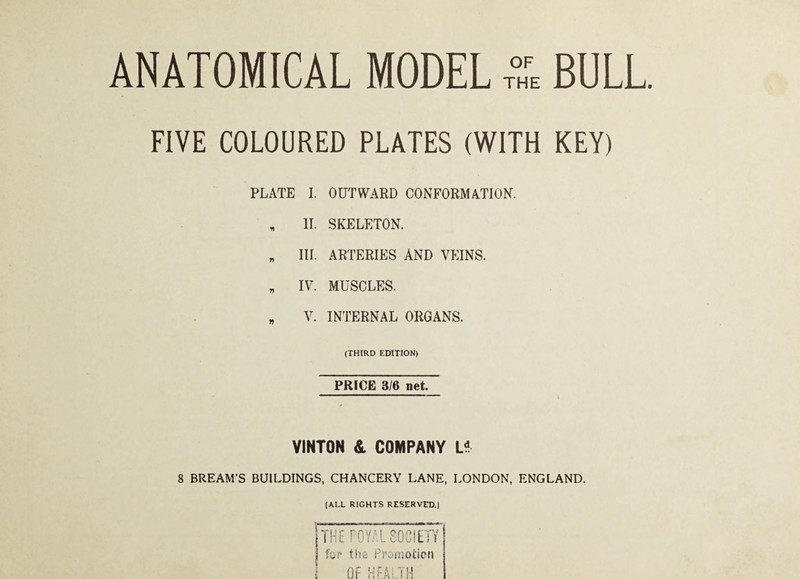 ANATOMICAL MODEL OF THE BULL.
FIVE COLOURED PLATES (WITH KEY)
PLATE I. OUTWARD CONFORMATION.
„ II. SKELETON.
„ III. ARTERIES AND VEINS.
„ IV. MUSCLES.
„ V. INTERNAL ORGANS.
(THIRD EDITION)
PRICE 3/6 net.
VINTON & COMPANY Ld.
8 BREAM'S BUILDINGS, CHANCERY LANE, LONDON, ENGLAND.
[ALL RIGHTS RESERVED.]
THE ROYAL SOCIETY
for the Promotion
OF HEALTH